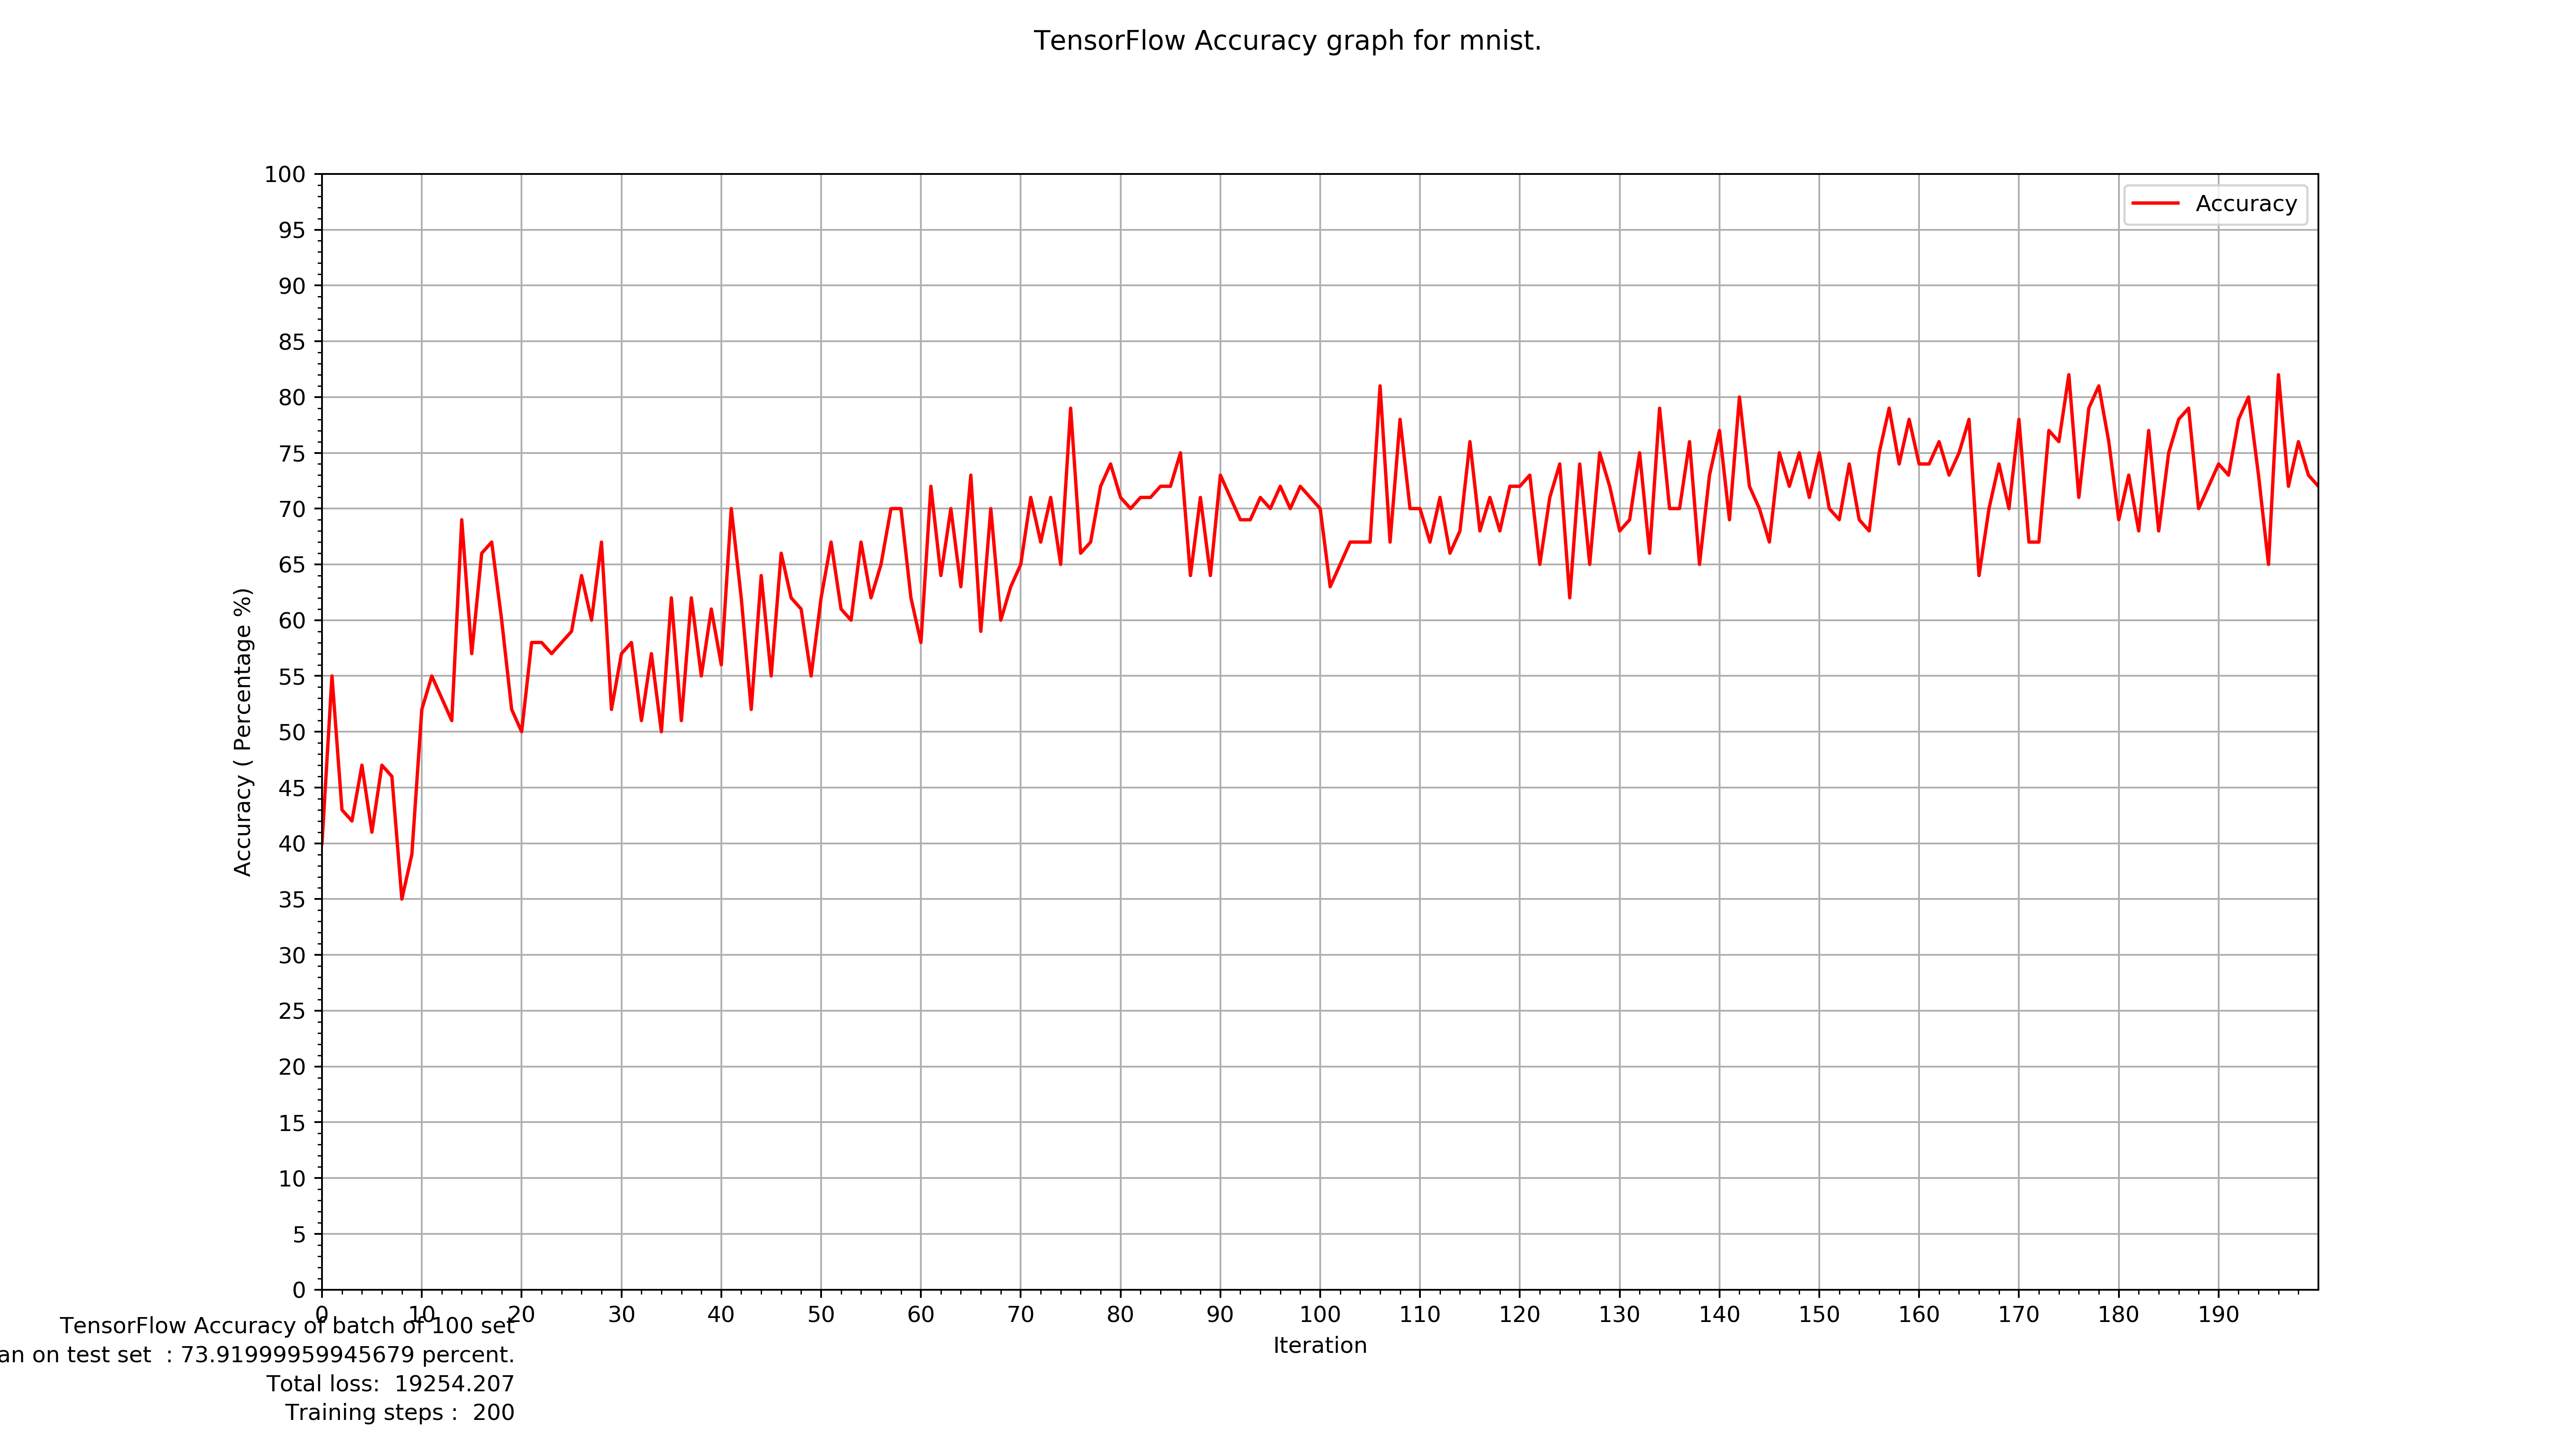 TensorFlow Accuracy graph for mnist.
100
95
90
85
80
75
70
65
60
55
50
45
40
35
30
25
20
15
10
5
0
Accuracy ( Percentage %)
Accuracy
0 10 20 30 40 50 60 70 80 90 100 110 120 130 140 150 160 170 180 190
Iteration
TensorFlow Accuracy of batch of 100 set
on test set : 73.91999959945679 percent.
Total loss: 19254.207
Training steps : 200